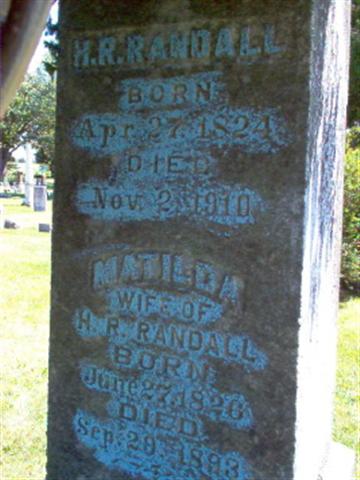 H.R. RANDALL
BORN
Apr. 27, 1824
DIED
Nov. 2, 1910
MATILDA
WIFE OF
H. R. RANDALL
BORN
June 27, 1826
DIED
Sep. 29, 1893